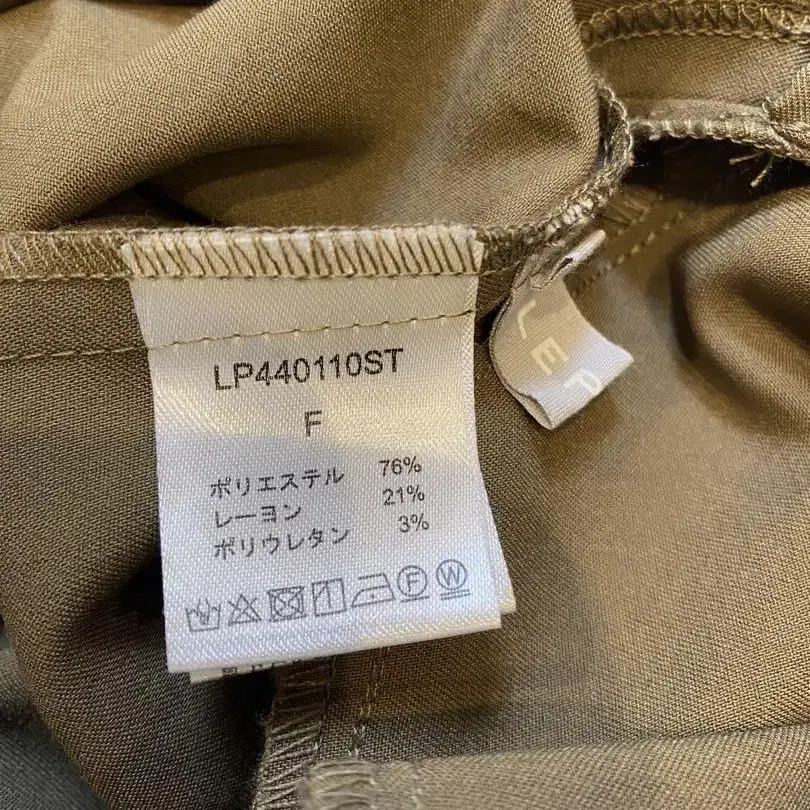 LP440110ST
F
ポリエステル 76%
レーヨン 21%
ポリウレタン 3%
F W
LEP